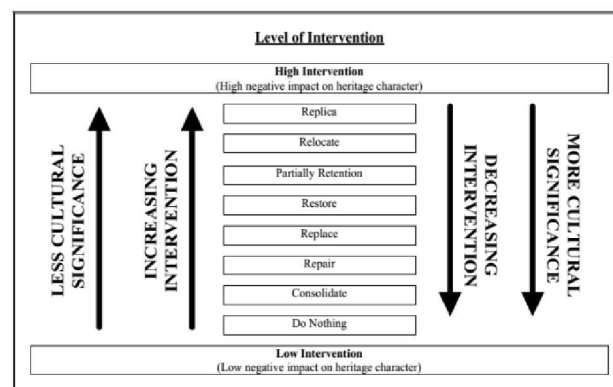 Level of Intervention
High Intervention
(High negative impact on heritage character)
LESS CULTURAL
SIGNIFICANCE
INCREASING
INTERVENTION
Replica
Relocate
Partially Retention
Restore
Replace
Repair
Consolidate
Do Nothing
DECREASING
INTERVENTION
MORE CULTURAL
SIGNIFICANCE
Low Intervention
(Low negative impact on heritage character)